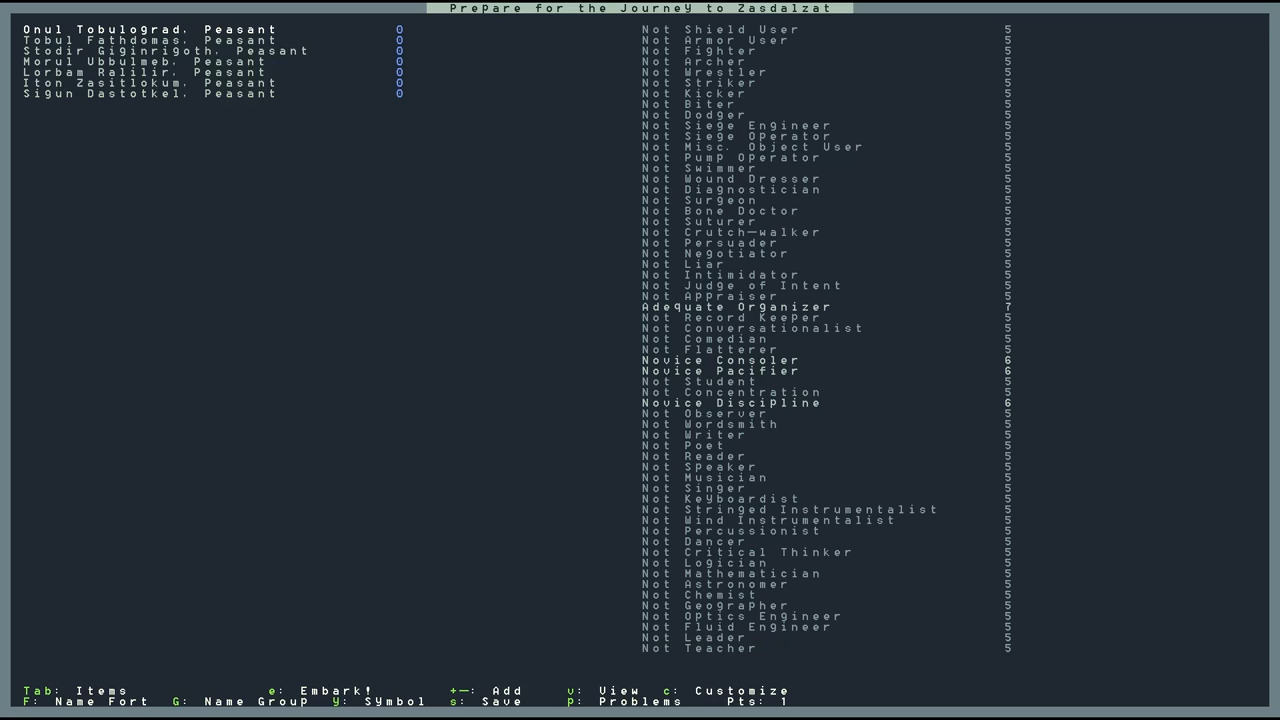 Prepare for the Journey to Zasdalzat
Onul Tobulograd, Peasant 0
Tobul Fathdomas, Peasant 0
Stodir Giginrigoth, Peasant 0
Morul Ubbulmeb, Peasant 0
Lorbam Ralilir, Peasant 0
Iton Zasitlokum, Peasant 0
Sigun Dastotkel, Peasant 0
Not Shield User 5
Not Armor User 5
Not Fighter 5
Not Archer 5
Not Wrestler 5
Not Striker 5
Not Kicker 5
Not Biter 5
Not Dodger 5
Not Siege Engineer 5
Not Siege Operator 5
Not Misc. Object User 5
Not Pump Operator 5
Not Swimmer 5
Not Wound Dresser 5
Not Diagnostician 5
Not Surgeon 5
Not Bone Doctor 5
Not Suturer 5
Not Crutch-walker 5
Not Persuader 5
Not Negotiator 5
Not Liar 5
Not Intimidator 5
Not Judge of Intent 5
Not Appraiser 5
Adequate Organizer 7
Not Record Keeper 5
Not Conversationalist 5
Not Comedian 5
Not Flatterer 5
Novice Consoler 6
Novice Pacifier 6
Not Student 5
Not Concentration 5
Novice Discipline 6
Not Observer 5
Not Wordsmith 5
Not Writer 5
Not Poet 5
Not Reader 5
Not Speaker 5
Not Musician 5
Not Singer 5
Not Keyboardist 5
Not Stringed Instrumentalist 5
Not Wind Instrumentalist 5
Not Percussionist 5
Not Dancer 5
Not Critical Thinker 5
Not Logician 5
Not Mathematician 5
Not Astronomer 5
Not Chemist 5
Not Geographer 5
Not Optics Engineer 5
Not Fluid Engineer 5
Not Leader 5
Not Teacher 5
Tab: Items e: Embark! +-: Add v: View c: Customize
F: Name Fort G: Name Group Y: Symbol s: Save p: Problems Pts: 1